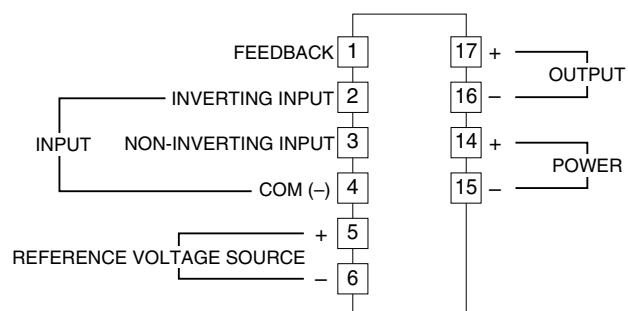 FEEDBACK 1
INVERTING INPUT 2
INPUT
NON-INVERTING INPUT 3
COM (–) 4
+ 5
REFERENCE VOLTAGE SOURCE
– 6
17 +
OUTPUT
16 –
14 +
POWER
15 –